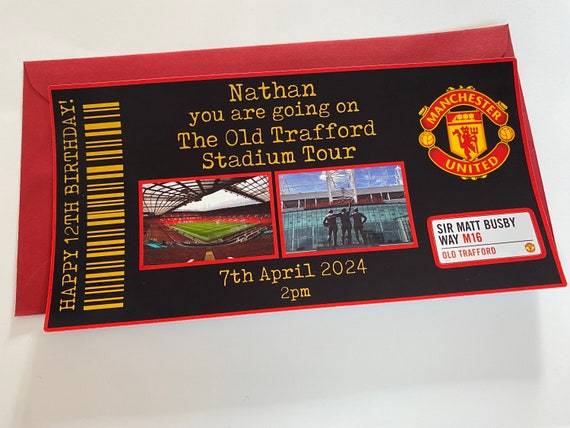 HAPPY 12TH BIRTHDAY!
Nathan
you are going on
The Old Trafford
Stadium Tour
7th April 2024
2pm
MANCHESTER
UNITED
SIR MATT BUSBY
WAY M16
OLD TRAFFORD